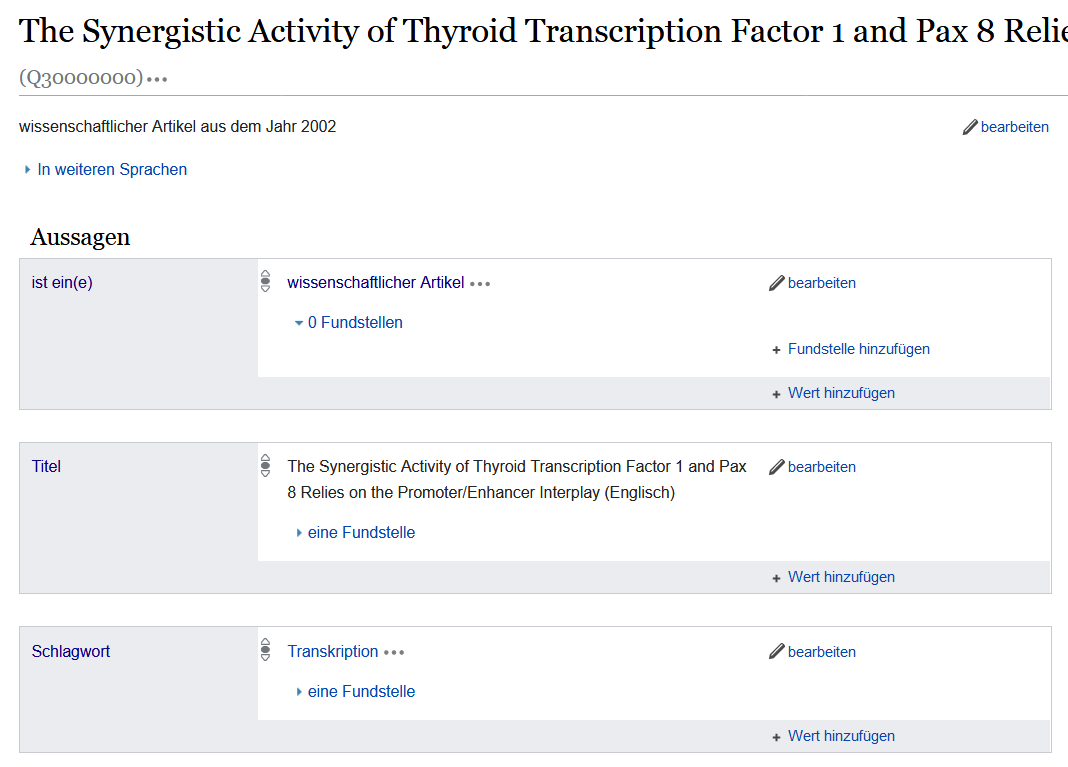 The Synergistic Activity of Thyroid Transcription Factor 1 and Pax 8 Relie
(Q30000000)•••
wissenschaftlicher Artikel aus dem Jahr 2002
bearbeiten
In weiteren Sprachen
Aussagen
ist ein(e)
wissenschaftlicher Artikel •••
bearbeiten
0 Fundstellen
+ Fundstelle hinzufügen
+ Wert hinzufügen
Titel
The Synergistic Activity of Thyroid Transcription Factor 1 and Pax
8 Relies on the Promoter/Enhancer Interplay (Englisch)
bearbeiten
eine Fundstelle
+ Wert hinzufügen
Schlagwort
Transkription •••
bearbeiten
eine Fundstelle
+ Wert hinzufügen